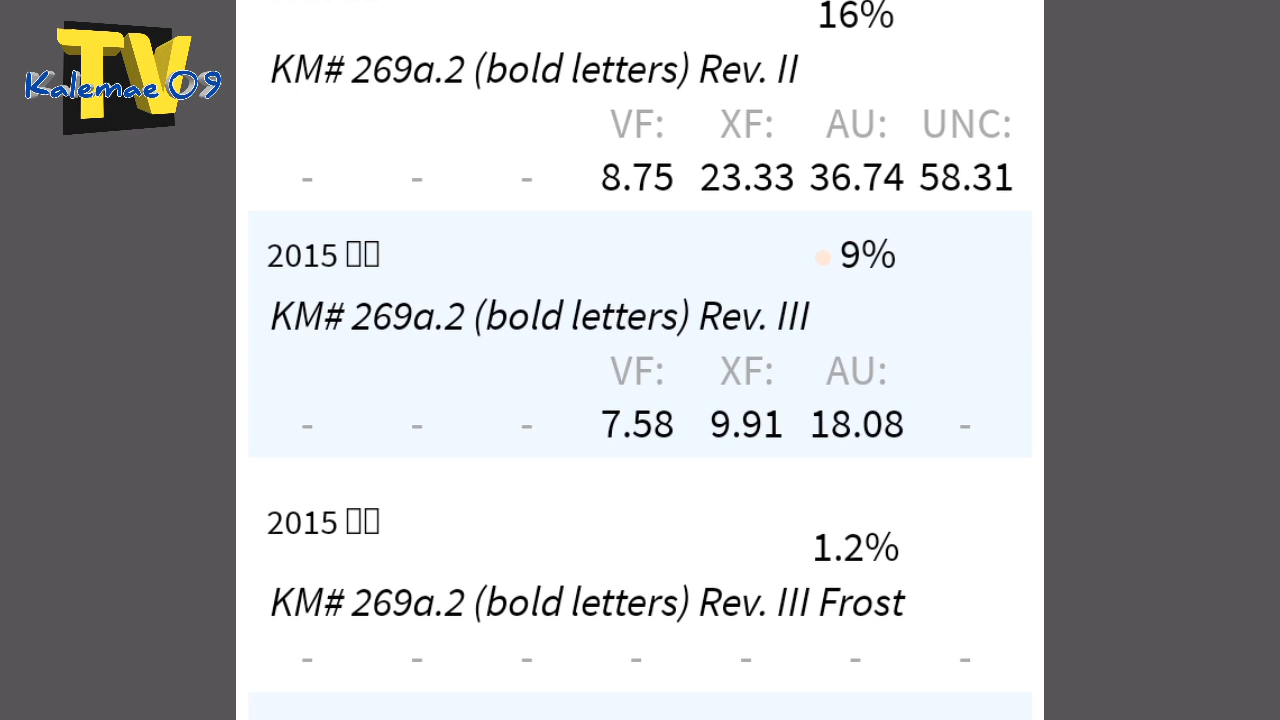 TV
Kalemae 09
16%
KM# 269a.2 (bold letters) Rev. II
VF: XF: AU: UNC:
- - - 8.75 23.33 36.74 58.31
2015 9%
KM# 269a.2 (bold letters) Rev. III
VF: XF: AU:
- - - 7.58 9.91 18.08 -
2015
1.2%
KM# 269a.2 (bold letters) Rev. III Frost
- - - - - - -